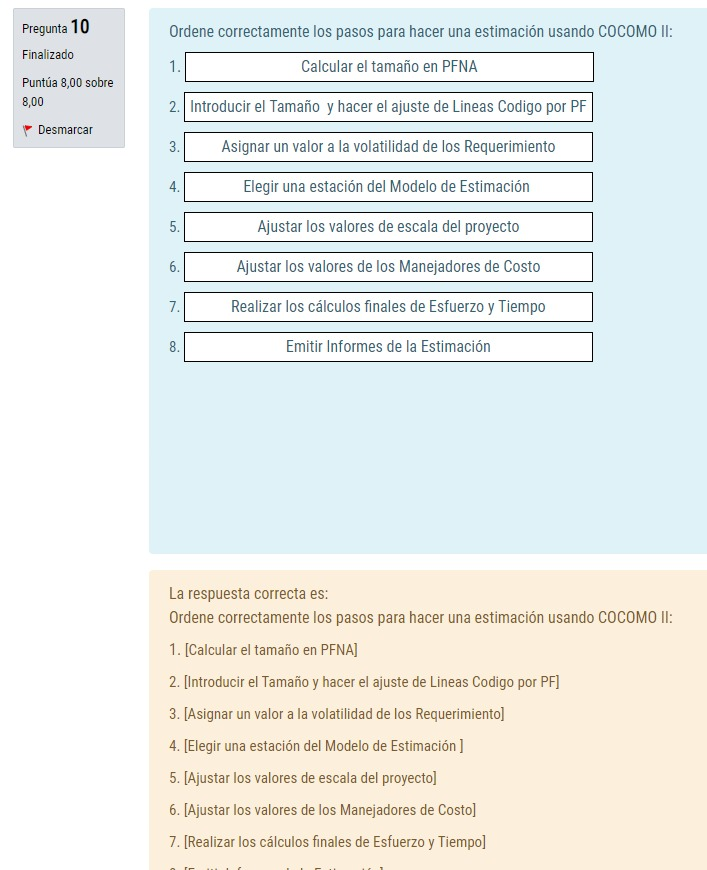 Pregunta 10
Finalizado
Puntúa 8,00 sobre
8,00
Desmarcar
Ordene correctamente los pasos para hacer una estimación usando COCOMO II:
1. Calcular el tamaño en PFNA
2. Introducir el Tamaño y hacer el ajuste de Lineas Codigo por PF
3. Asignar un valor a la volatilidad de los Requerimiento
4. Elegir una estación del Modelo de Estimación
5. Ajustar los valores de escala del proyecto
6. Ajustar los valores de los Manejadores de Costo
7. Realizar los cálculos finales de Esfuerzo y Tiempo
8. Emitir Informes de la Estimación
La respuesta correcta es:
Ordene correctamente los pasos para hacer una estimación usando COCOMO II:
1. [Calcular el tamaño en PFNA]
2. [Introducir el Tamaño y hacer el ajuste de Lineas Codigo por PF]
3. [Asignar un valor a la volatilidad de los Requerimiento]
4. [Elegir una estación del Modelo de Estimación ]
5. [Ajustar los valores de escala del proyecto]
6. [Ajustar los valores de los Manejadores de Costo]
7. [Realizar los cálculos finales de Esfuerzo y Tiempo]